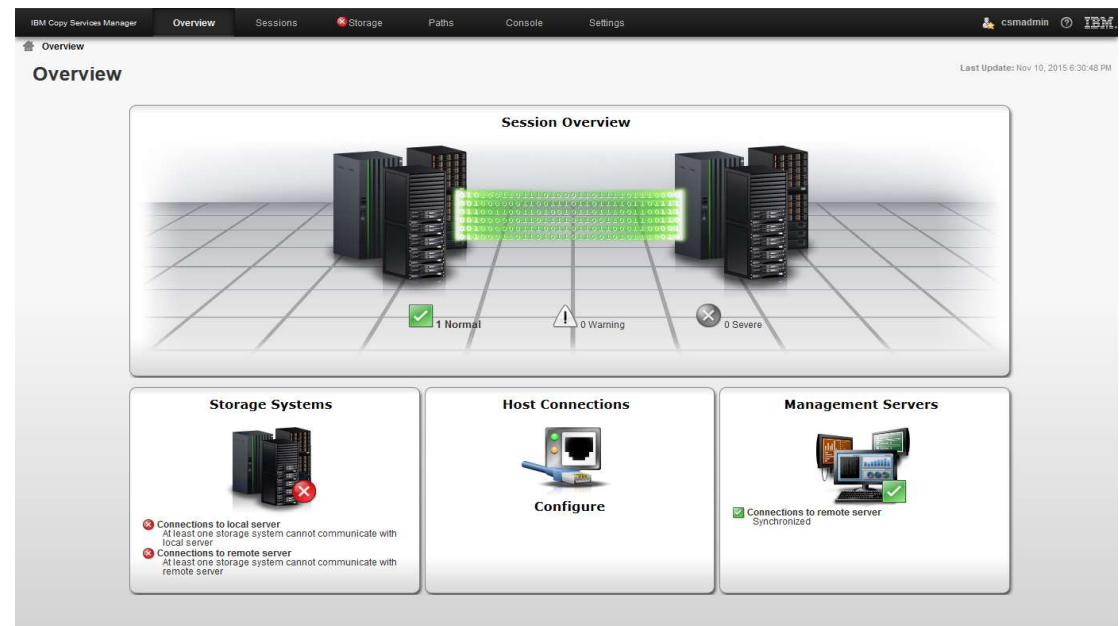 IBM Copy Services Manager Overview Sessions Storage Paths Console Settings csmadmin ? IBM.
Overview
Overview
Last Update: Nov 10, 2015 6:30:48 PM
Session Overview
1 Normal
0 Warning
0 Severe
Storage Systems
Connections to local server
At least one storage system cannot communicate with
local server
Connections to remote server
At least one storage system cannot communicate with
remote server
Host Connections
Configure
Management Servers
Connections to remote server
Synchronized